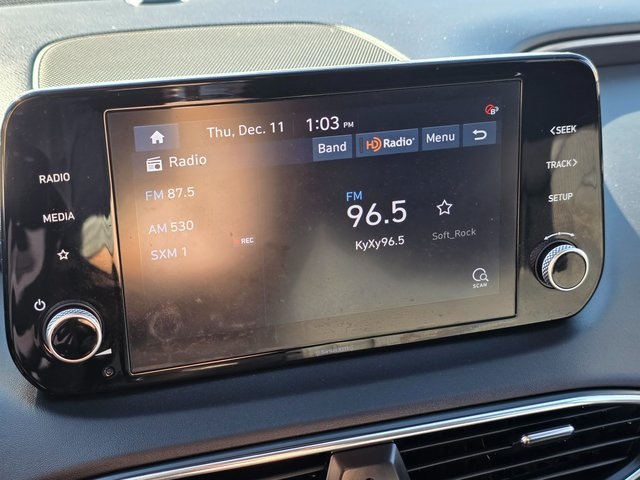 Thu, Dec. 11 1:03 PM
Radio Band HD Radio Menu
FM 87.5
AM 530
SXM 1
REC
FM
96.5
KyXy96.5
Soft_Rock
SCAN
RADIO
MEDIA
SEEK
TRACK
SETUP